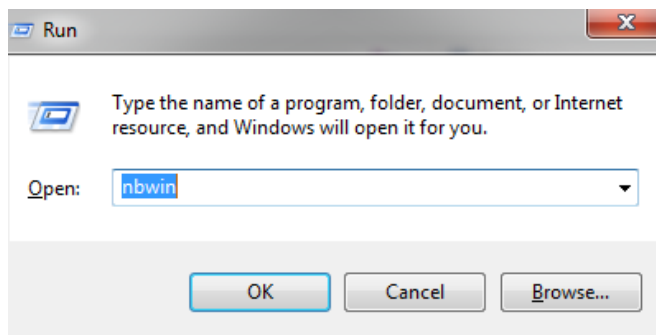 Run
Type the name of a program, folder, document, or Internet
resource, and Windows will open it for you.
Open: nbwin
OK Cancel Browse...